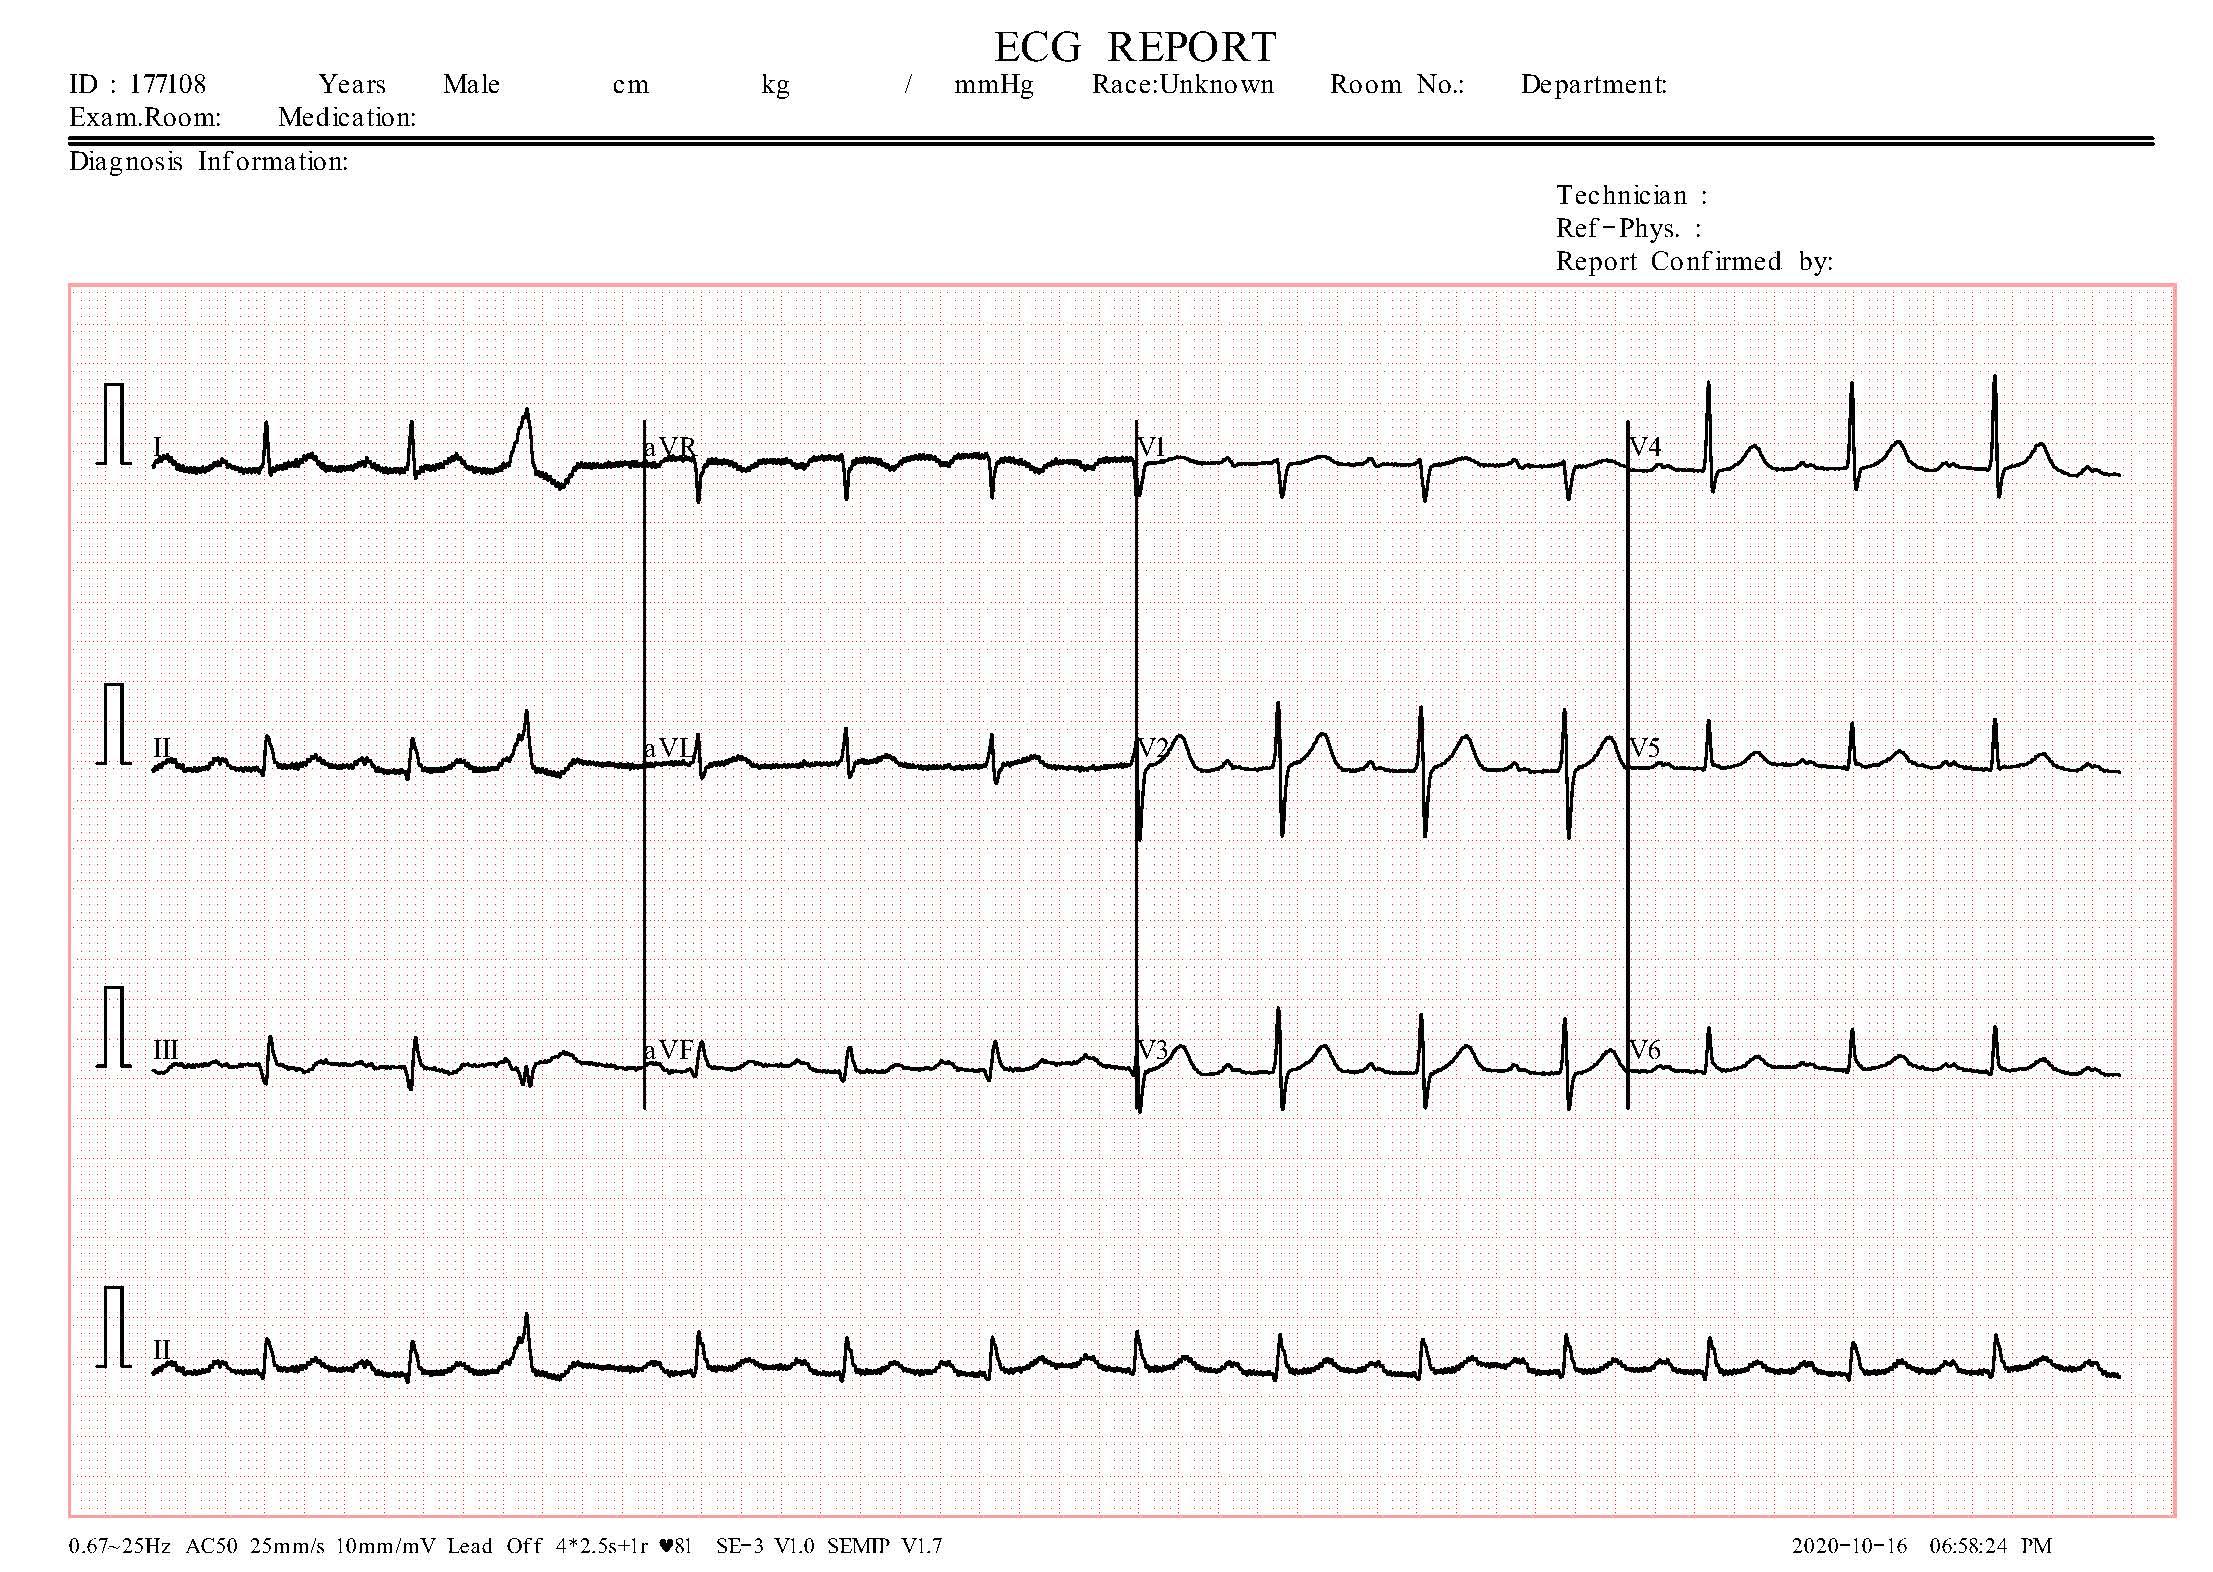 ECG REPORT
ID : 177108 Years Male cm kg / mmHg Race:Unknown Room No.: Department:
Exam.Room: Medication:
Diagnosis Information:
Technician :
Ref-Phys. :
Report Confirmed by:
I aVR V1 V4
II aVL V2 V5
III aVF V3 V6
II
0.67~25Hz AC50 25mm/s 10mm/mV Lead Off 4*2.5s+1r ♥81 SE-3 V1.0 SEMIP V1.7 2020-10-16 06:58:24 PM